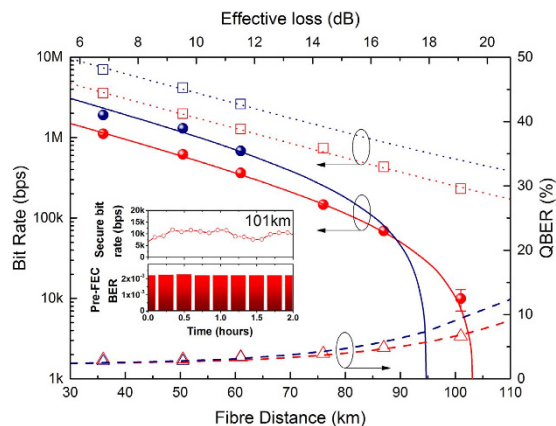 Effective loss (dB)
6 8 10 12 14 16 18 20
10M 50
1M 40
100k 30
10k 20
1k 10
0
Bit Rate (bps)
QBER (%)
101km
Secure bit
rate (bps)
20k
15k
10k
5k
0
Pre-FEC
BER
2x10⁻³
1x10⁻³
0.0 0.5 1.0 1.5 2.0
Time (hours)
30 40 50 60 70 80 90 100 110
Fibre Distance (km)